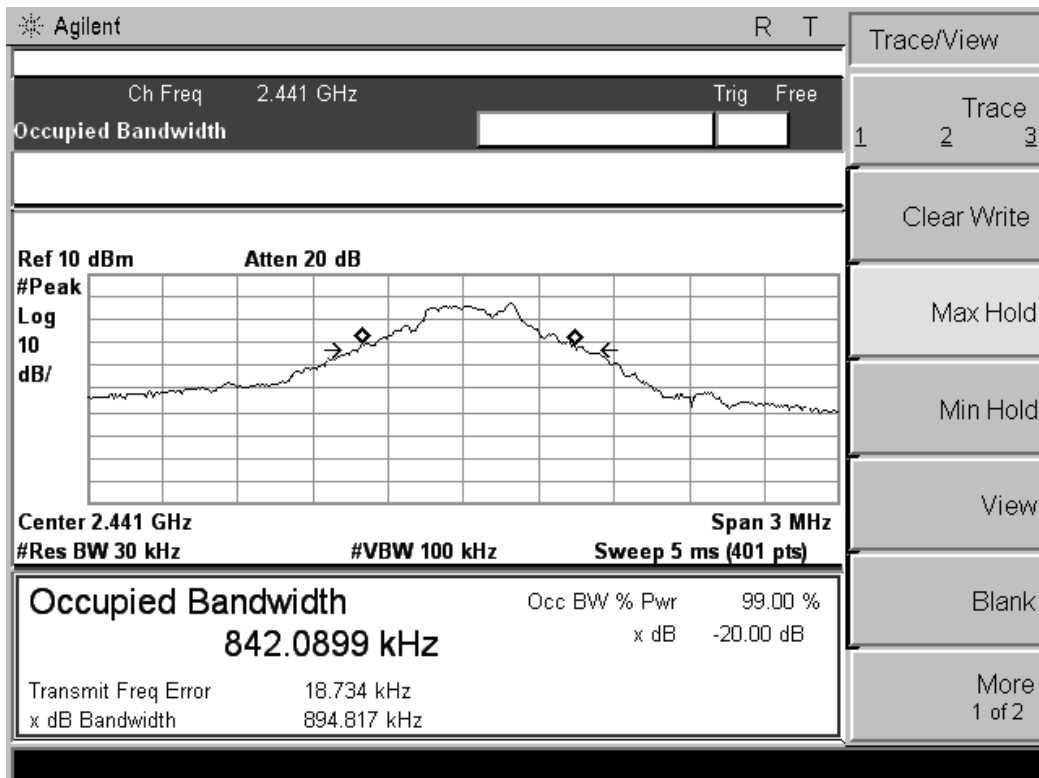 Agilent R T
Trace/View
Ch Freq 2.441 GHz Trig Free
Occupied Bandwidth
Trace
1 2 3
Clear Write
Ref 10 dBm Atten 20 dB
#Peak
Log
10
dB/
Max Hold
Min Hold
View
Center 2.441 GHz Span 3 MHz
#Res BW 30 kHz #VBW 100 kHz Sweep 5 ms (401 pts)
Occupied Bandwidth
842.0899 kHz
Occ BW % Pwr 99.00 %
x dB -20.00 dB
Transmit Freq Error 18.734 kHz
x dB Bandwidth 894.817 kHz
Blank
More
1 of 2